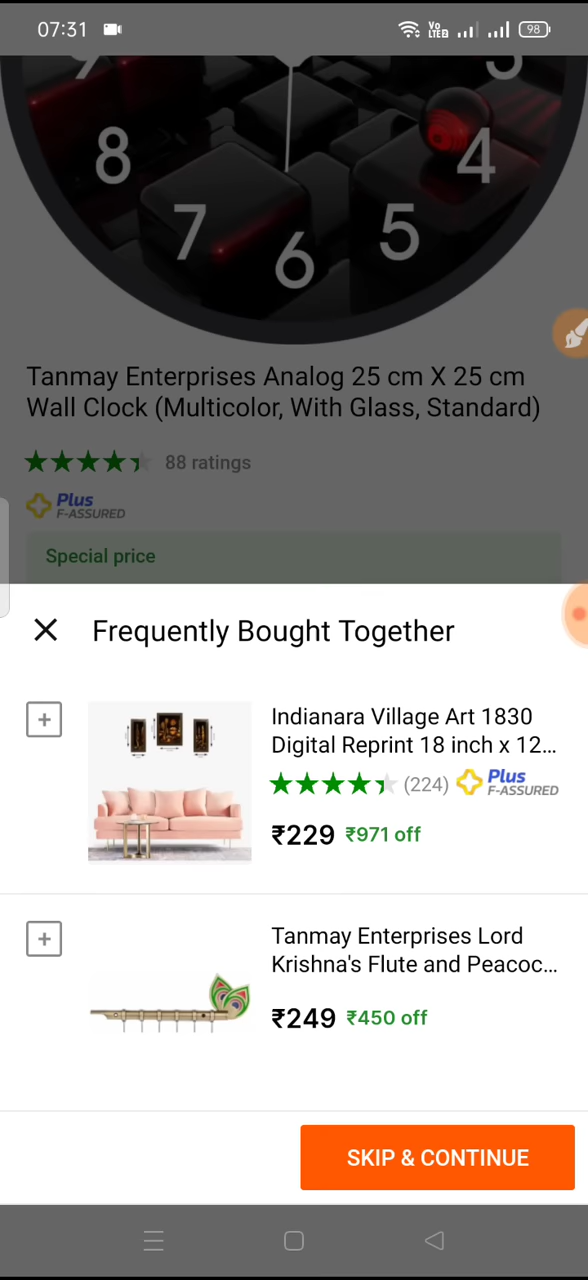 07:31
Vo
LTE2
98
8
4
7
5
6
Tanmay Enterprises Analog 25 cm X 25 cm
Wall Clock (Multicolor, With Glass, Standard)
88 ratings
Plus
F-ASSURED
Special price
Frequently Bought Together
Indianara Village Art 1830
Digital Reprint 18 inch x 12...
(224)
Plus
F-ASSURED
₹229 ₹971 off
Tanmay Enterprises Lord
Krishna's Flute and Peacoc...
₹249 ₹450 off
SKIP & CONTINUE